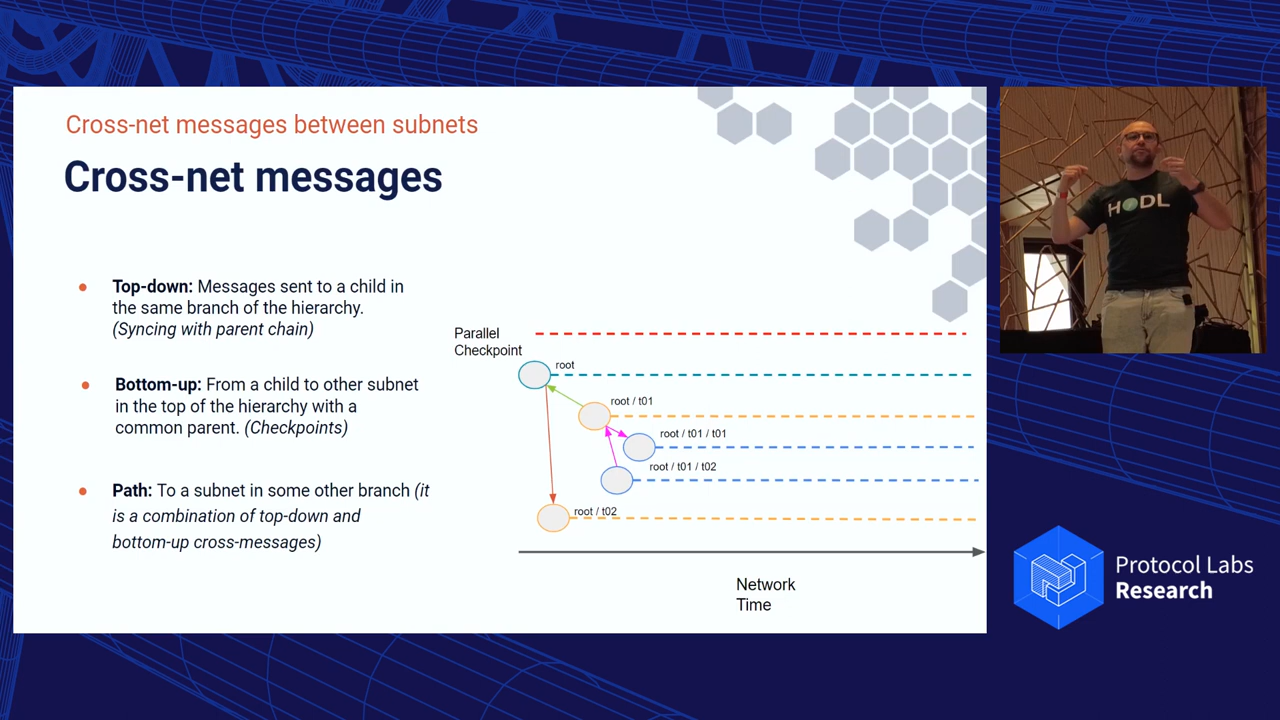 Cross-net messages between subnets
Cross-net messages
Top-down: Messages sent to a child in
the same branch of the hierarchy.
(Syncing with parent chain)
Bottom-up: From a child to other subnet
in the top of the hierarchy with a
common parent. (Checkpoints)
Path: To a subnet in some other branch (it
is a combination of top-down and
bottom-up cross-messages)
Parallel
Checkpoint
root
root / t01
root / t01 / t01
root / t01 / t02
root / t02
Network
Time
HODL
Protocol Labs
Research